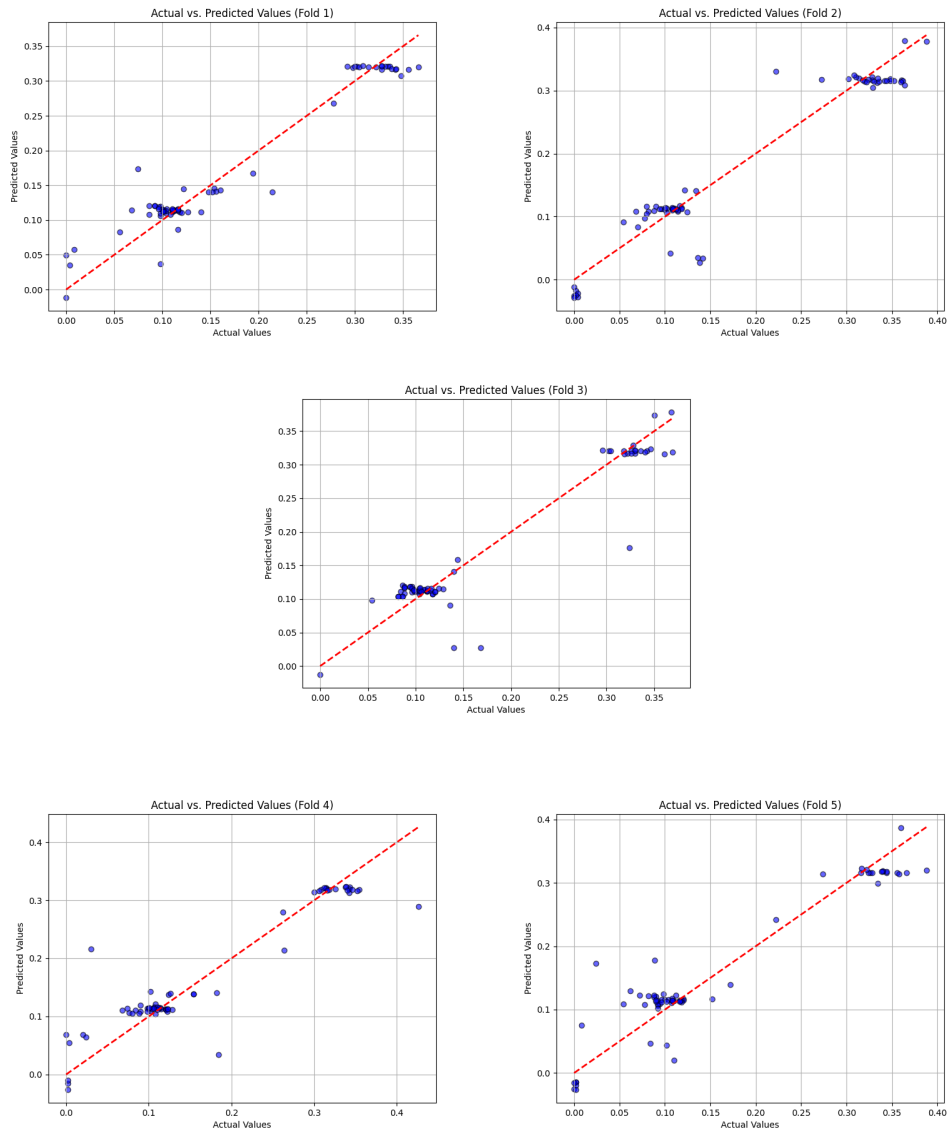 Actual vs. Predicted Values (Fold 1)
Predicted Values
0.35
0.30
0.25
0.20
0.15
0.10
0.05
0.00
0.00 0.05 0.10 0.15 0.20 0.25 0.30 0.35
Actual Values
Actual vs. Predicted Values (Fold 2)
Predicted Values
0.4
0.3
0.2
0.1
0.0
0.00 0.05 0.10 0.15 0.20 0.25 0.30 0.35 0.40
Actual Values
Actual vs. Predicted Values (Fold 3)
Predicted Values
0.35
0.30
0.25
0.20
0.15
0.10
0.05
0.00
0.00 0.05 0.10 0.15 0.20 0.25 0.30 0.35
Actual Values
Actual vs. Predicted Values (Fold 4)
Predicted Values
0.4
0.3
0.2
0.1
0.0
0.0 0.1 0.2 0.3 0.4
Actual Values
Actual vs. Predicted Values (Fold 5)
Predicted Values
0.4
0.3
0.2
0.1
0.0
0.00 0.05 0.10 0.15 0.20 0.25 0.30 0.35 0.40
Actual Values